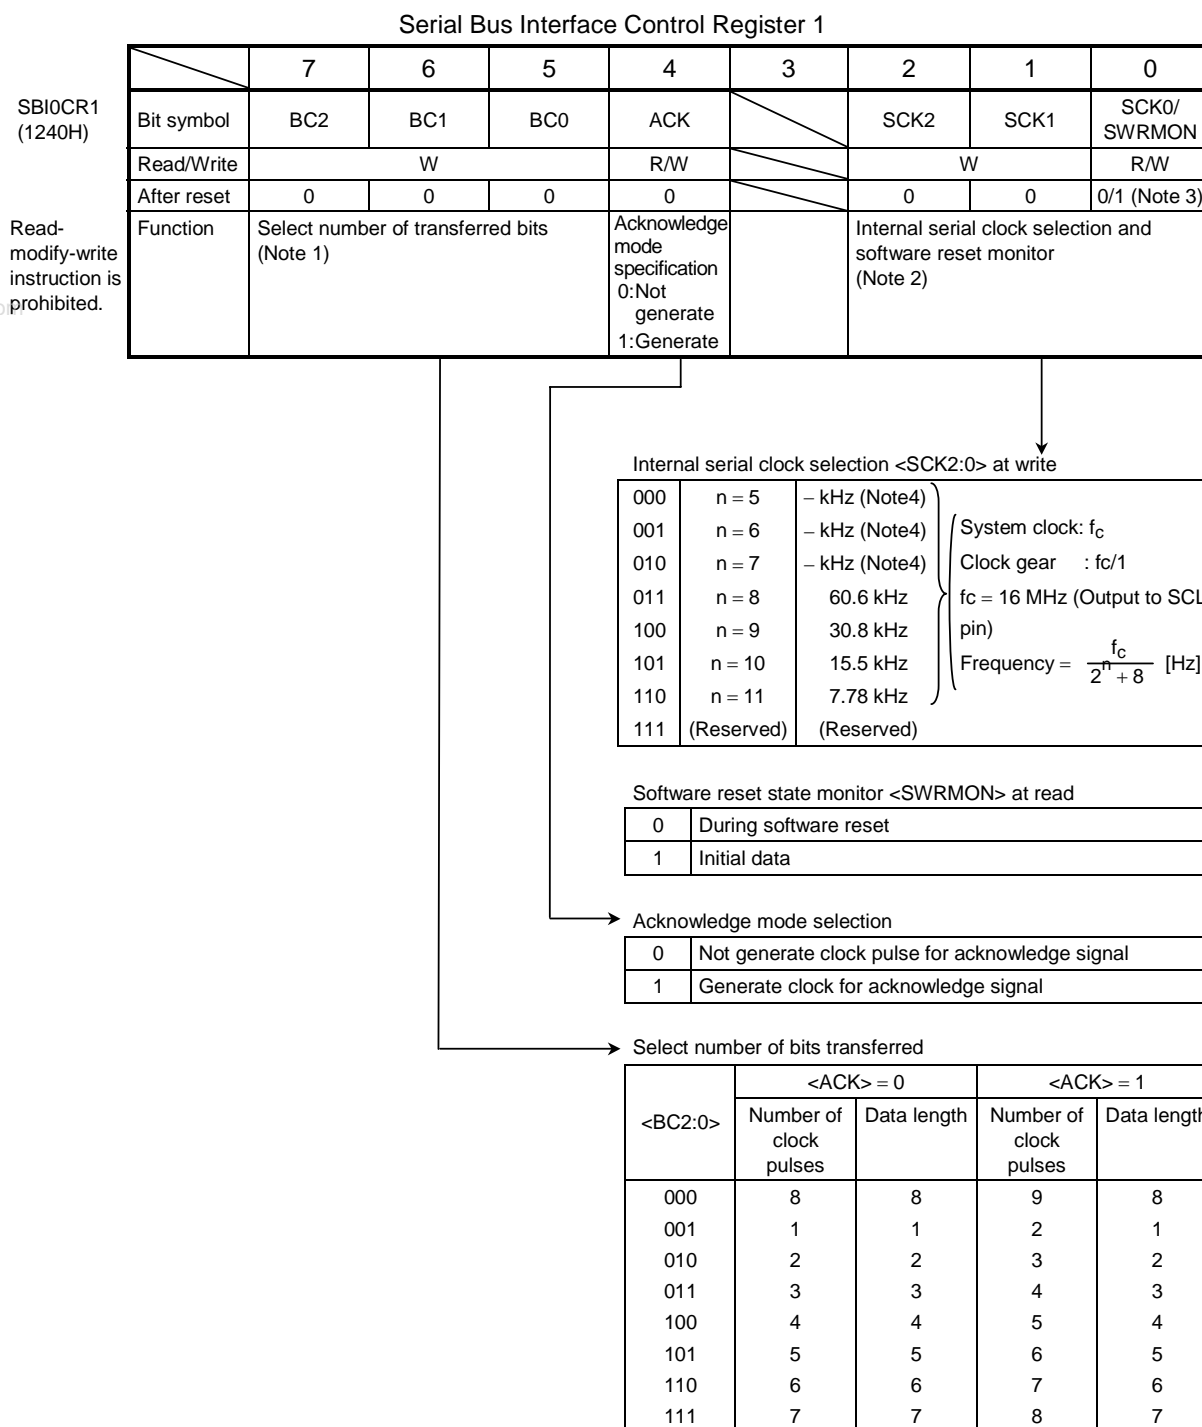 Serial Bus Interface Control Register 1
7 6 5 4 3 2 1 0
SBI0CR1
(1240H)
Bit symbol BC2 BC1 BC0 ACK SCK2 SCK1 SCK0/
SWRMON
Read/Write W R/W W R/W
After reset 0 0 0 0 0 0 0/1 (Note 3)
Read-
modify-write
instruction is
prohibited.
Function
Select number of transferred bits
(Note 1)
Acknowledge
mode
specification
0:Not
generate
1:Generate
Internal serial clock selection and
software reset monitor
(Note 2)
Internal serial clock selection <SCK2:0> at write
000 n = 5 – kHz (Note4)
001 n = 6 – kHz (Note4)
010 n = 7 – kHz (Note4)
011 n = 8 60.6 kHz
100 n = 9 30.8 kHz
101 n = 10 15.5 kHz
110 n = 11 7.78 kHz
111 (Reserved) (Reserved)
System clock: fc
Clock gear : fc/1
fc = 16 MHz (Output to SCL
pin)
Frequency = fc / 2^n + 8 [Hz]
Software reset state monitor <SWRMON> at read
0 During software reset
1 Initial data
Acknowledge mode selection
0 Not generate clock pulse for acknowledge signal
1 Generate clock for acknowledge signal
Select number of bits transferred
<BC2:0> <ACK> = 0 <ACK> = 1
Number of
clock
pulses
Data length
Number of
clock
pulses
Data length
000 8 8 9 8
001 1 1 2 1
010 2 2 3 2
011 3 3 4 3
100 4 4 5 4
101 5 5 6 5
110 6 6 7 6
111 7 7 8 7